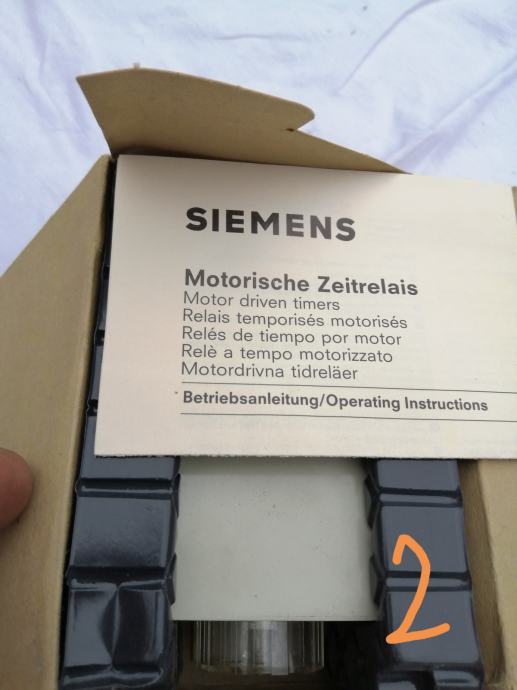 SIEMENS
Motorische Zeitrelais
Motor driven timers
Relais temporisés motorisés
Relés de tiempo por motor
Relè a tempo motorizzato
Motordrivna tidreläer
Betriebsanleitung/Operating Instructions
2